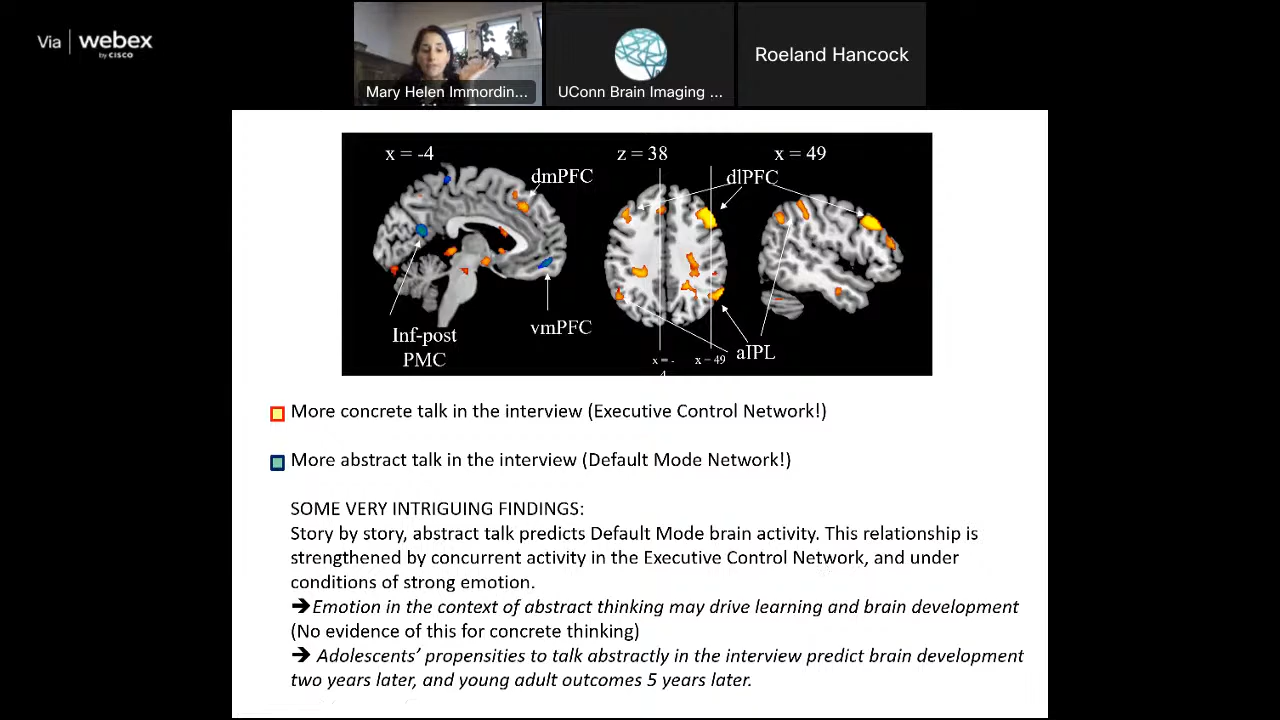 Via | webex
by CISCO
Mary Helen Immordin...
UConn Brain Imaging ...
Roeland Hancock
x = -4
z = 38
x = 49
dmPFC
dlPFC
Inf-post
PMC
vmPFC
aIPL
x = -
4
x = 49
More concrete talk in the interview (Executive Control Network!)
More abstract talk in the interview (Default Mode Network!)
SOME VERY INTRIGUING FINDINGS:
Story by story, abstract talk predicts Default Mode brain activity. This relationship is
strengthened by concurrent activity in the Executive Control Network, and under
conditions of strong emotion.
➔Emotion in the context of abstract thinking may drive learning and brain development
(No evidence of this for concrete thinking)
➔ Adolescents’ propensities to talk abstractly in the interview predict brain development
two years later, and young adult outcomes 5 years later.